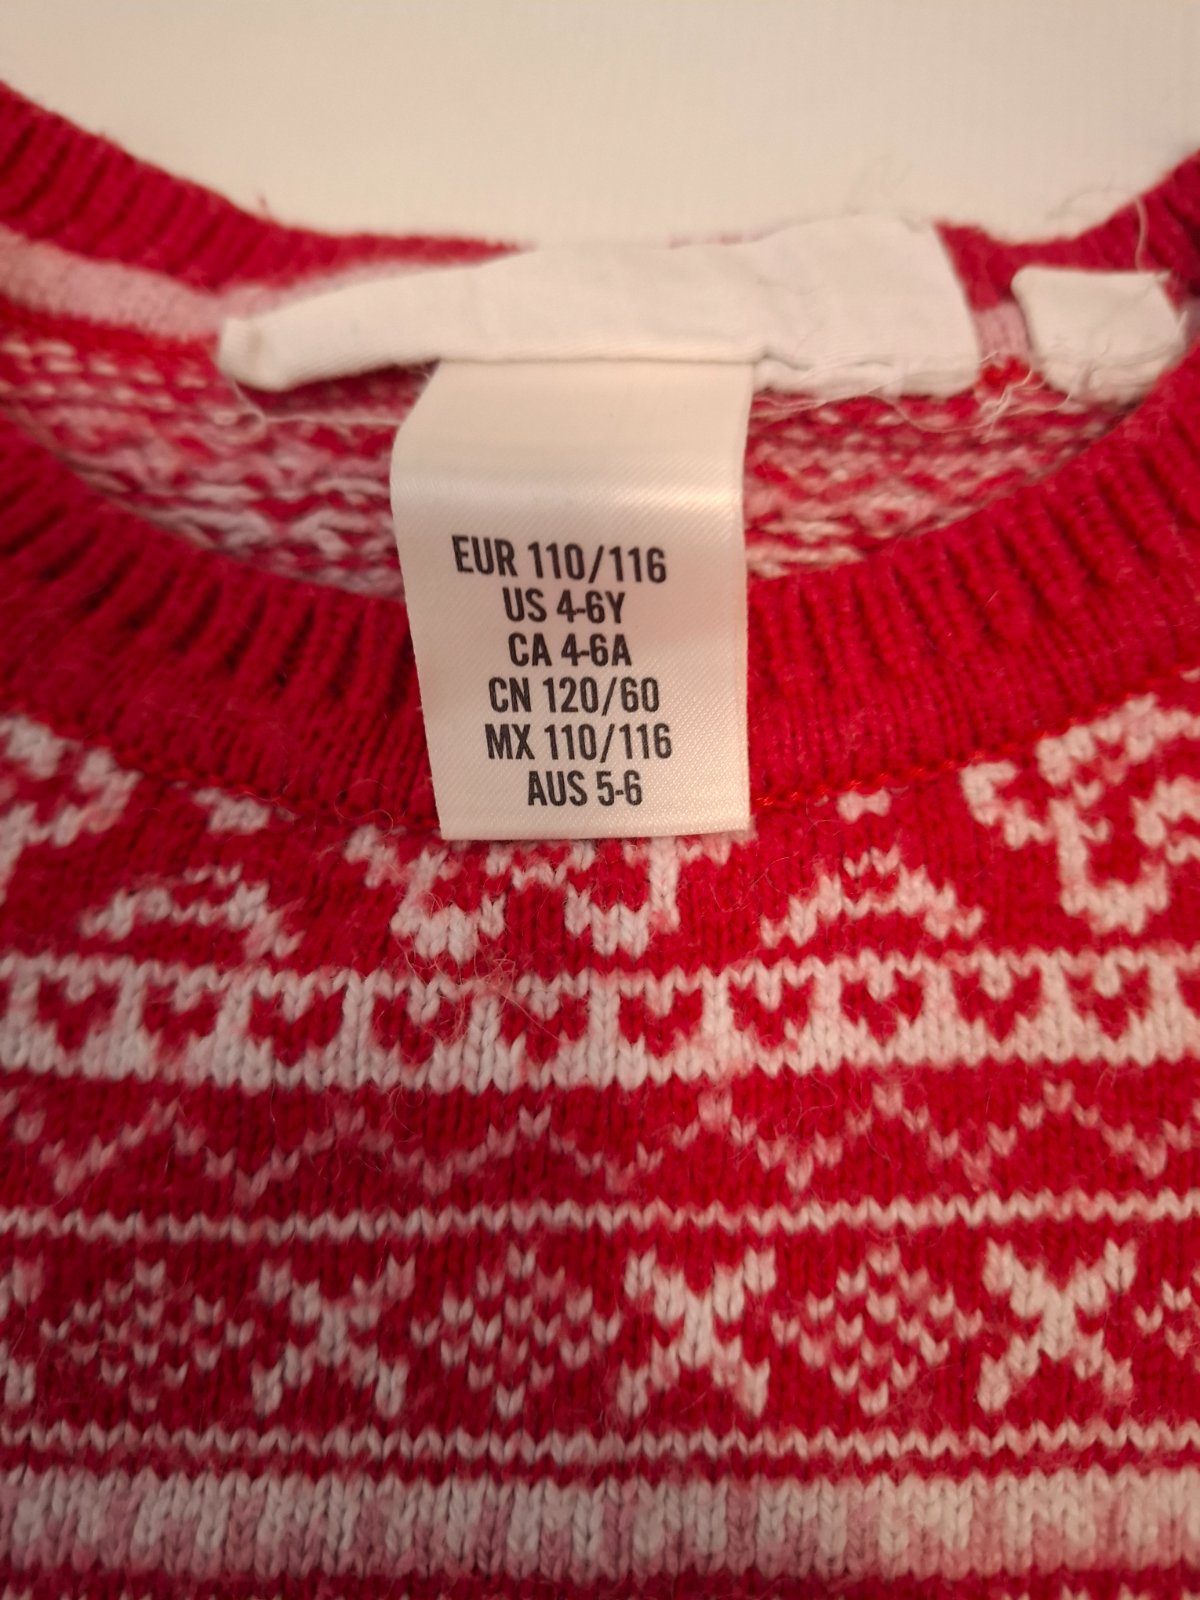 EUR 110/116
US 4-6Y
CA 4-6A
CN 120/60
MX 110/116
AUS 5-6